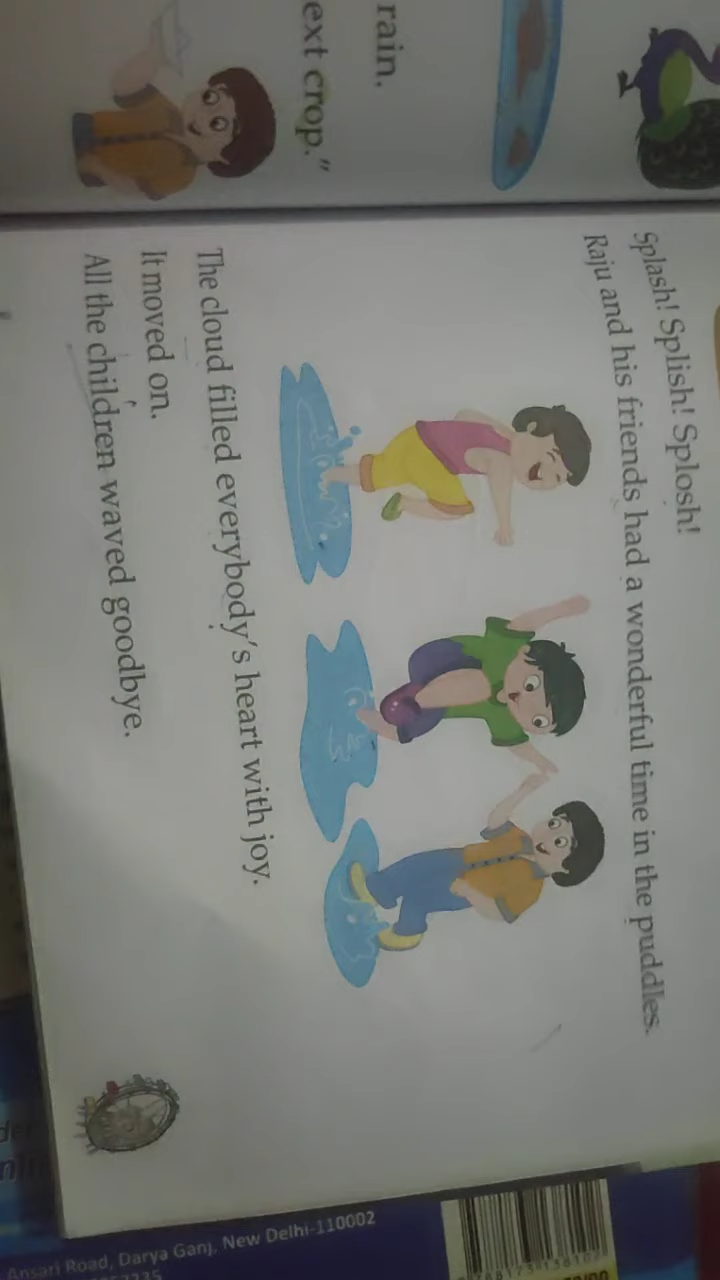 rain.
ext crop."
Splash! Splish! Splosh!
Raju and his friends had a wonderful time in the puddles.
The cloud filled everybody's heart with joy.
It moved on.
All the children waved goodbye.
Ansari Road, Darya Ganj, New Delhi-110002